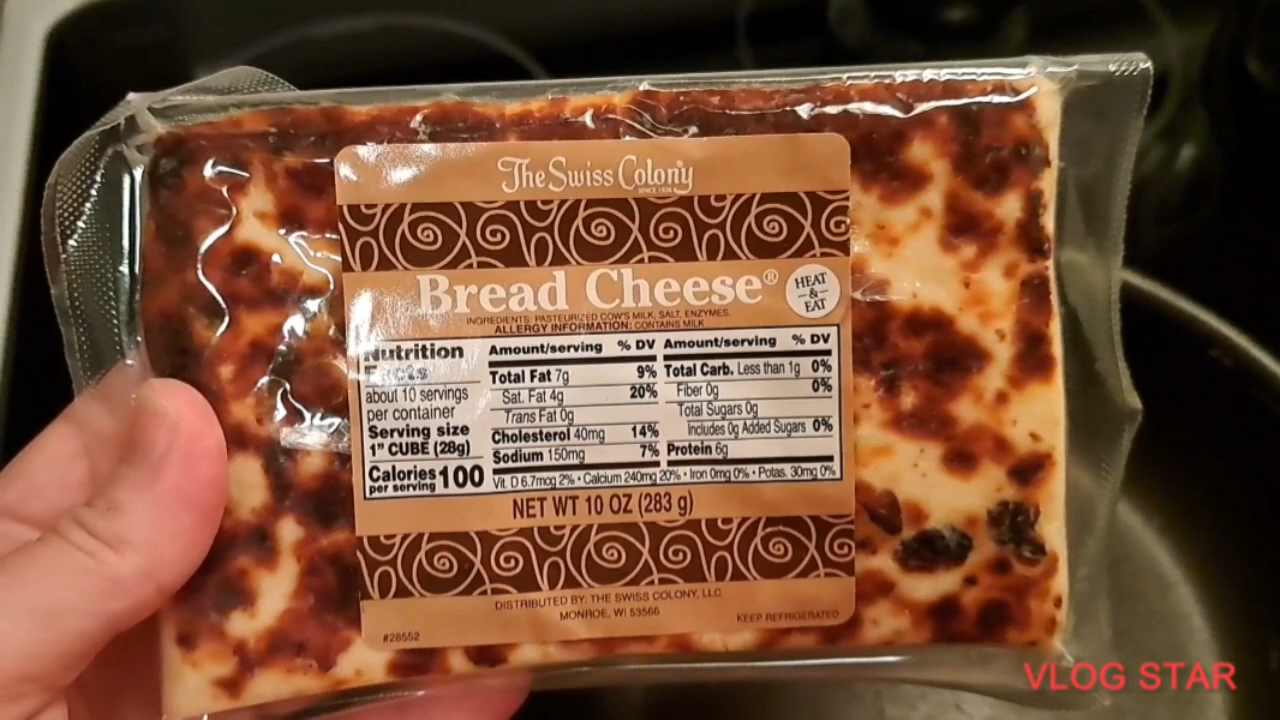 The Swiss Colony
SINCE 1926
Bread Cheese®
HEAT
&
EAT
INGREDIENTS: PASTEURIZED COW'S MILK, SALT, ENZYMES
ALLERGY INFORMATION: CONTAINS MILK
Nutrition
Facts
about 10 servings
per container
Serving size
1" CUBE (28g)
Calories 100
per serving
Amount/serving % DV
Total Fat 7g 9%
Sat. Fat 4g 20%
Trans Fat 0g
Cholesterol 40mg 14%
Sodium 150mg 7%
Amount/serving % DV
Total Carb. Less than 1g 0%
Fiber 0g 0%
Total Sugars 0g
Includes 0g Added Sugars 0%
Protein 6g
Vit. D 6.7mcg 2% • Calcium 240mg 20% • Iron 0mg 0% • Potas. 30mg 0%
NET WT 10 OZ (283 g)
DISTRIBUTED BY: THE SWISS COLONY, LLC
MONROE, WI 53566
KEEP REFRIGERATED
#28552
VLOG STAR